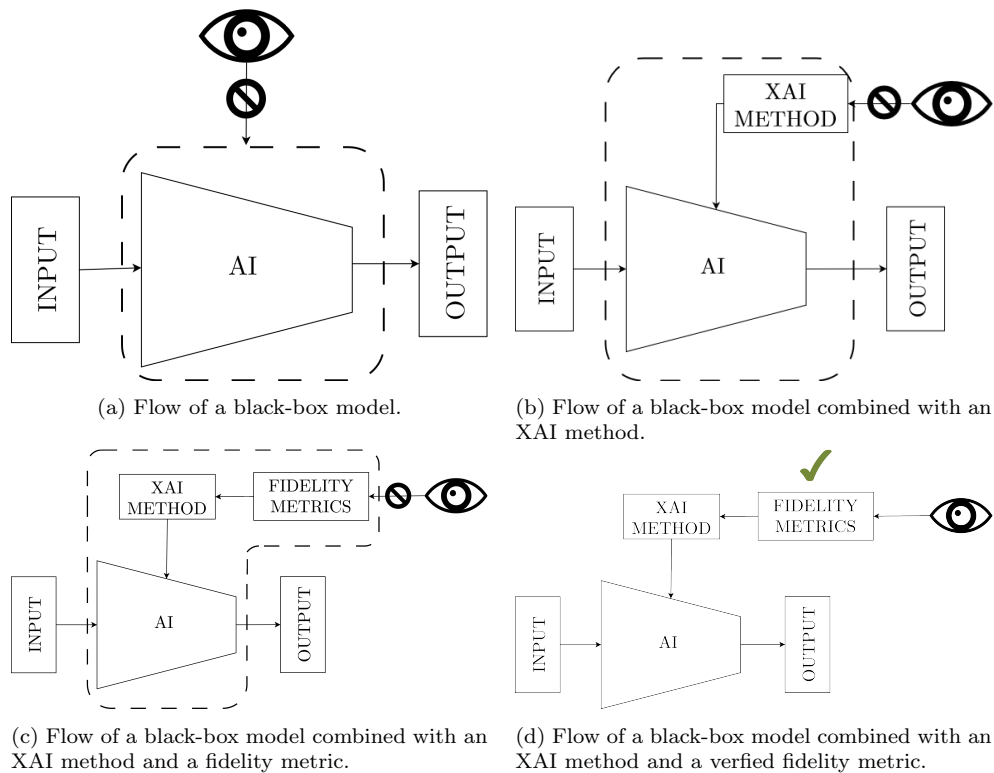 INPUT
AI
OUTPUT
(a) Flow of a black-box model.
XAI
METHOD
INPUT
AI
OUTPUT
(b) Flow of a black-box model combined with an
XAI method.
XAI
METHOD
FIDELITY
METRICS
INPUT
AI
OUTPUT
(c) Flow of a black-box model combined with an
XAI method and a fidelity metric.
XAI
METHOD
FIDELITY
METRICS
INPUT
AI
OUTPUT
(d) Flow of a black-box model combined with an
XAI method and a verfied fidelity metric.